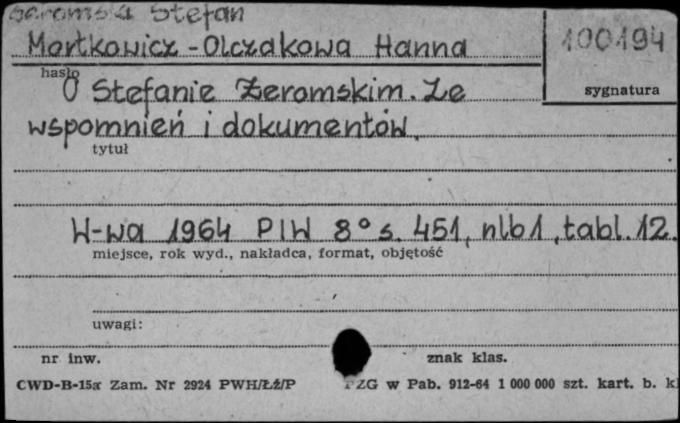 Żeromski Stefan
Mortkowicz-Olczakowa Hanna
100194
hasło
sygnatura
O Stefanie Żeromskim. Ze
wspomnień i dokumentów.
tytuł
W-wa 1964 PIW 8° s. 451, nlb1, tabl. 12.
miejsce, rok wyd., nakładca, format, objętość
uwagi:
nr inw.
znak klas.
CWD-B-15a Zam. Nr 2924 PWH/Łż/P PZG w Pab. 912-64 1 000 000 szt. kart. b. kl